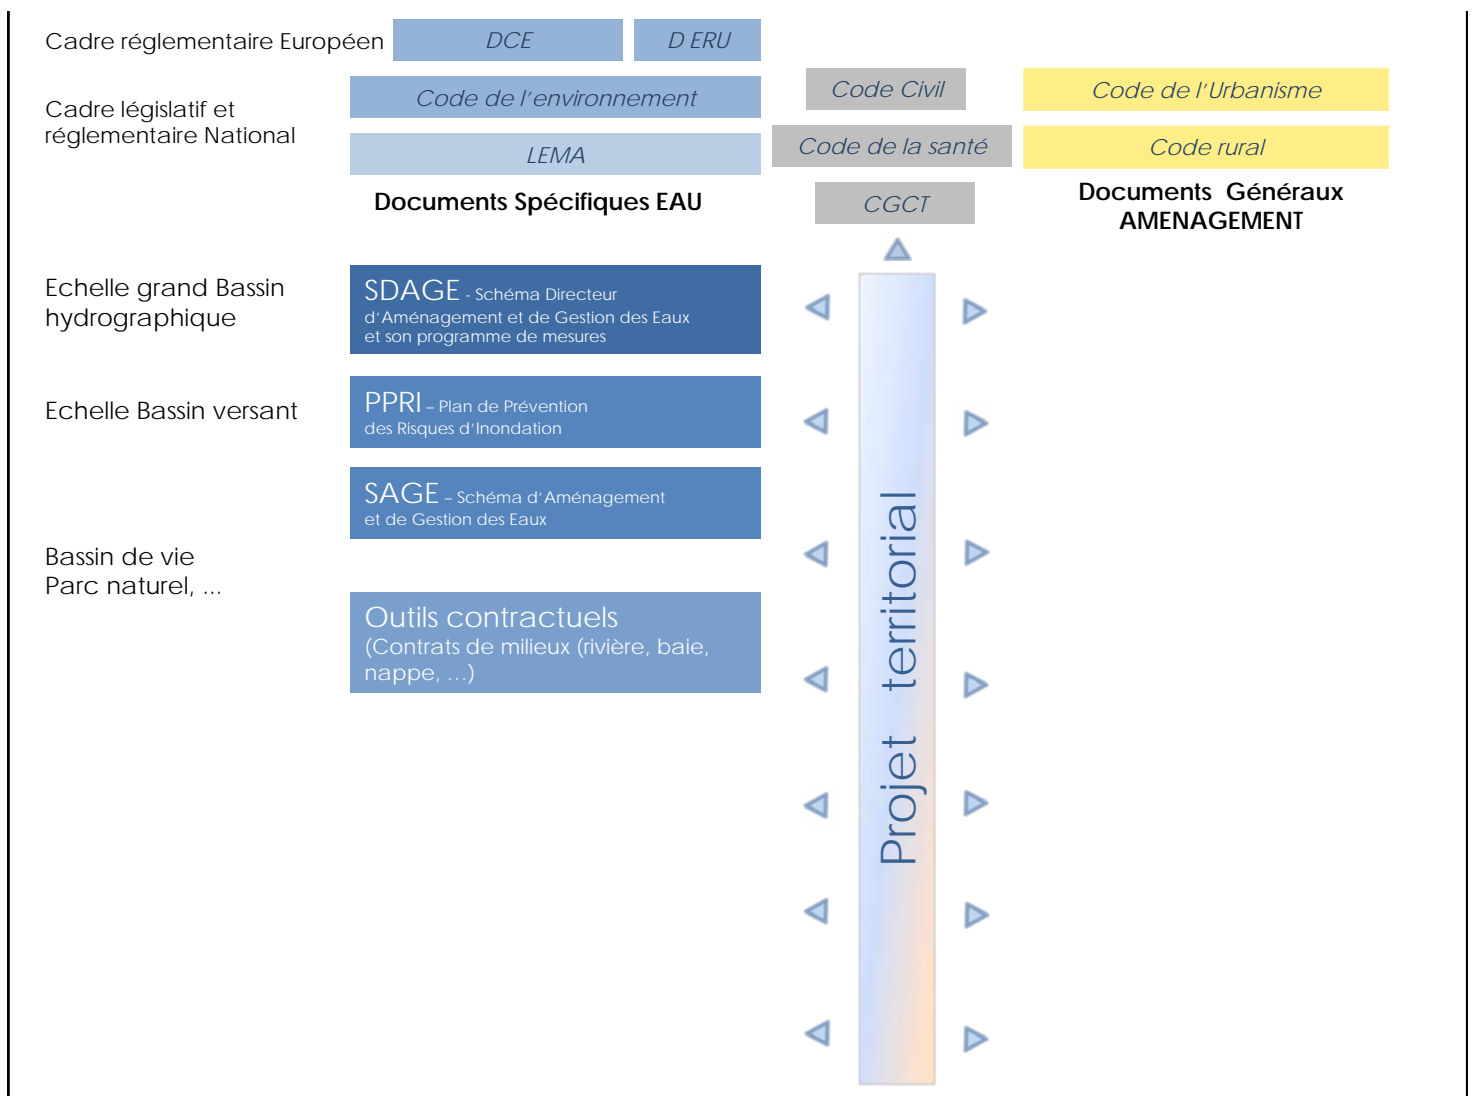 Cadre réglementaire Européen
DCE
D ERU
Cadre législatif et
réglementaire National
Code de l'environnement
LEMA
Code Civil
Code de la santé
CGCT
Code de l'Urbanisme
Code rural
Documents Spécifiques EAU
Documents Généraux
AMENAGEMENT
Echelle grand Bassin
hydrographique
SDAGE - Schéma Directeur
d'Aménagement et de Gestion des Eaux
et son programme de mesures
Echelle Bassin versant
PPRI – Plan de Prévention
des Risques d'Inondation
SAGE – Schéma d'Aménagement
et de Gestion des Eaux
Bassin de vie
Parc naturel, ...
Outils contractuels
(Contrats de milieux (rivière, baie,
nappe, ...)
Projet territorial